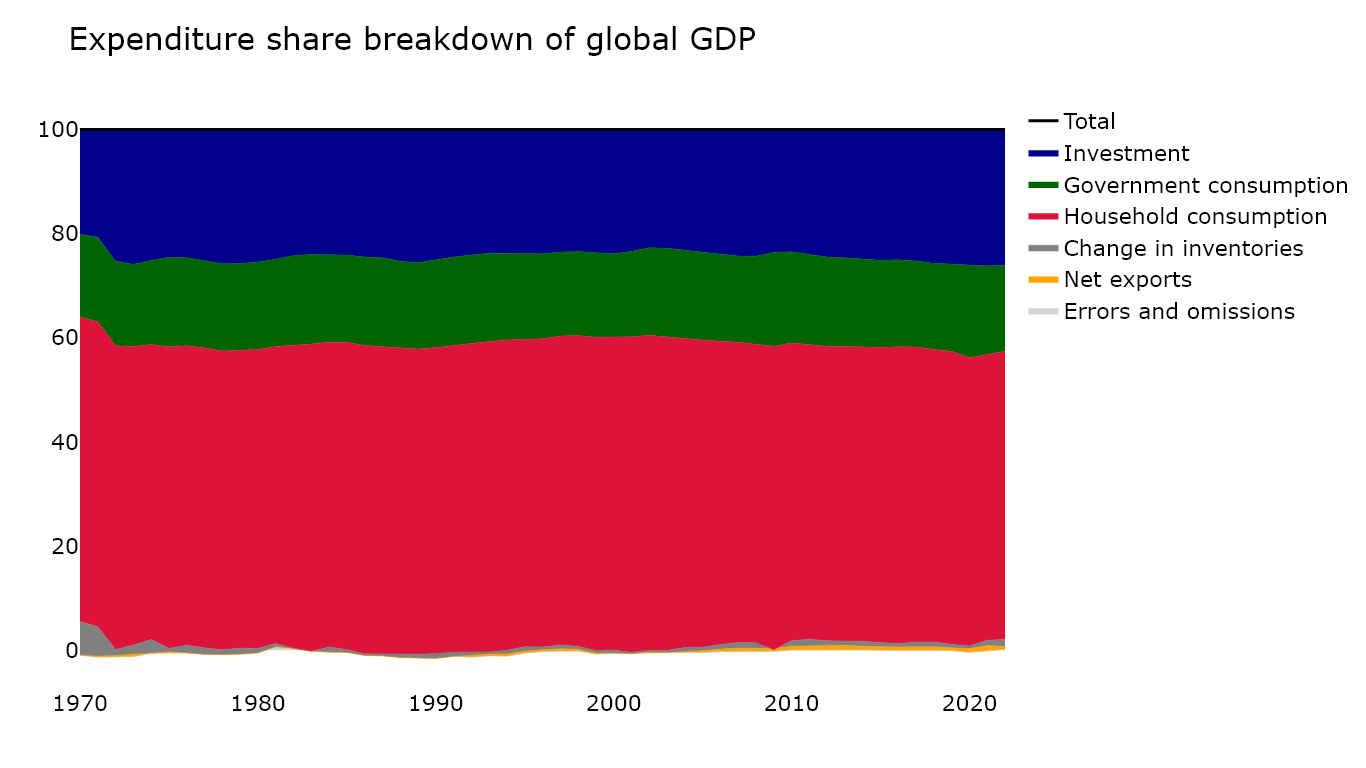 Expenditure share breakdown of global GDP
100
80
60
40
20
0
1970 1980 1990 2000 2010 2020
Total
Investment
Government consumption
Household consumption
Change in inventories
Net exports
Errors and omissions